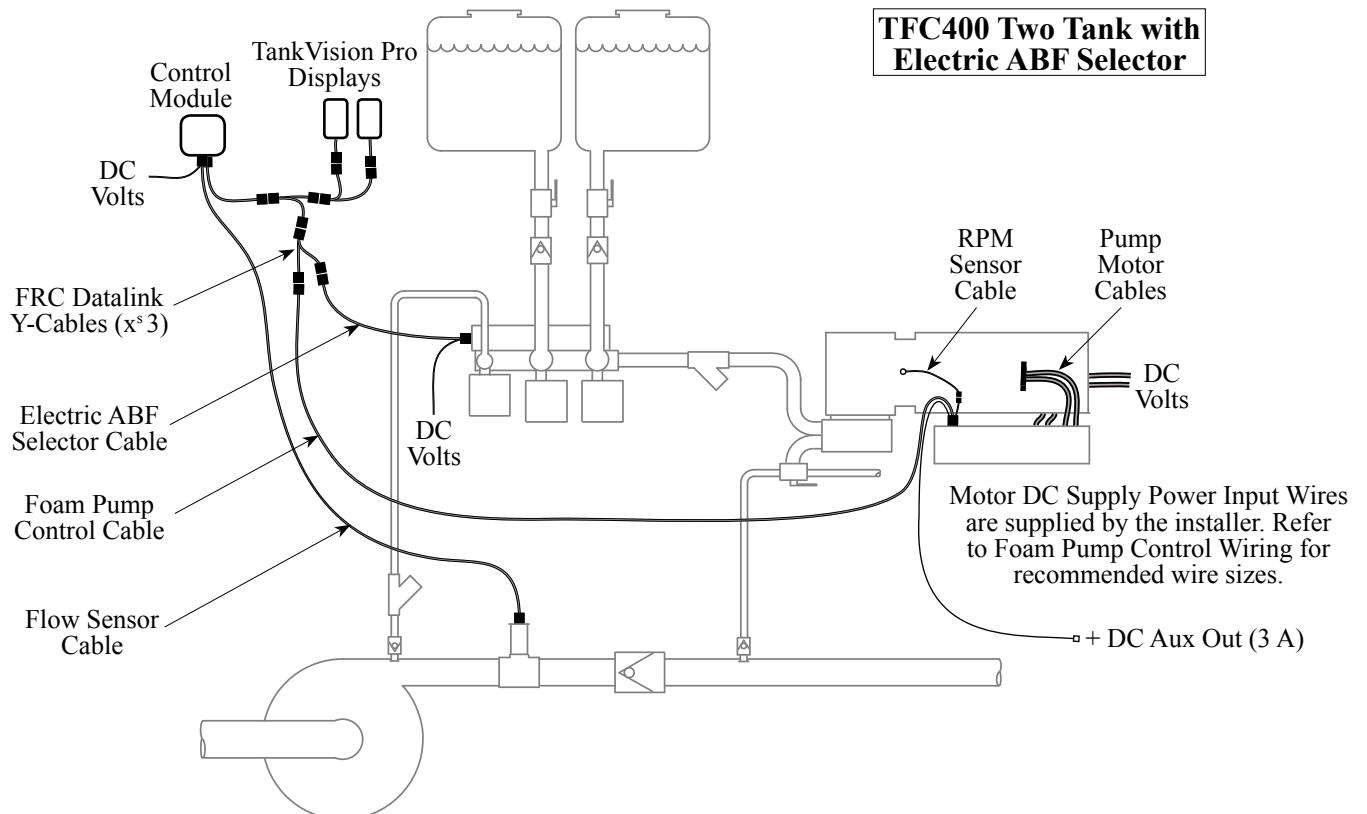 TFC400 Two Tank with
Electric ABF Selector
TankVision Pro
Displays
Control
Module
DC
Volts
FRC Datalink
Y-Cables (xˢ 3)
Electric ABF
Selector Cable
Foam Pump
Control Cable
Flow Sensor
Cable
DC
Volts
RPM
Sensor
Cable
Pump
Motor
Cables
DC
Volts
Motor DC Supply Power Input Wires
are supplied by the installer. Refer
to Foam Pump Control Wiring for
recommended wire sizes.
+ DC Aux Out (3 A)